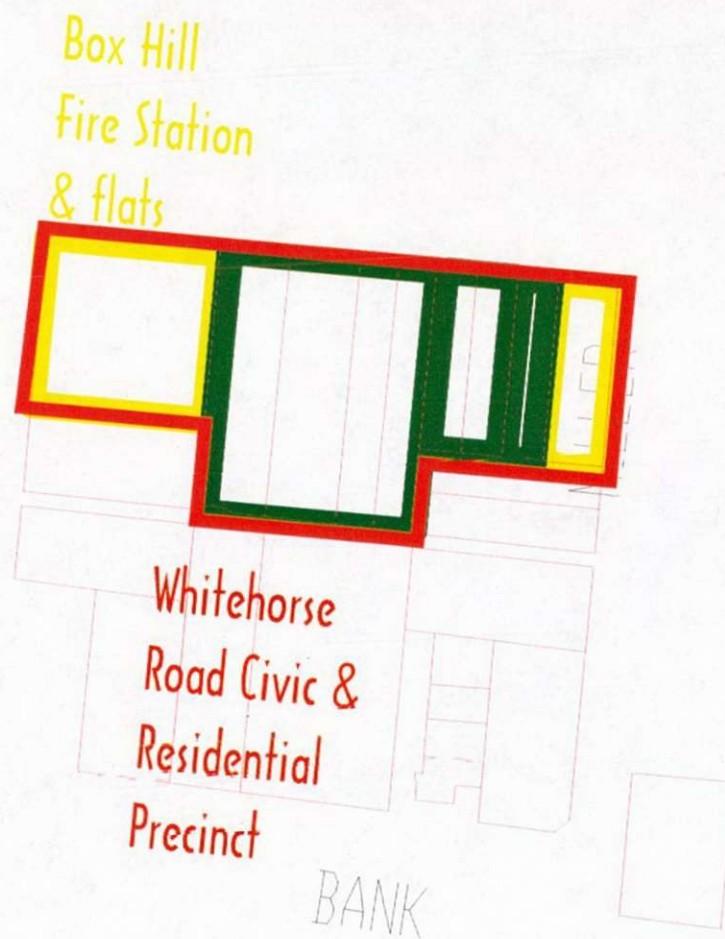 Box Hill
Fire Station
& flats
Whitehorse
Road Civic &
Residential
Precinct
BANK